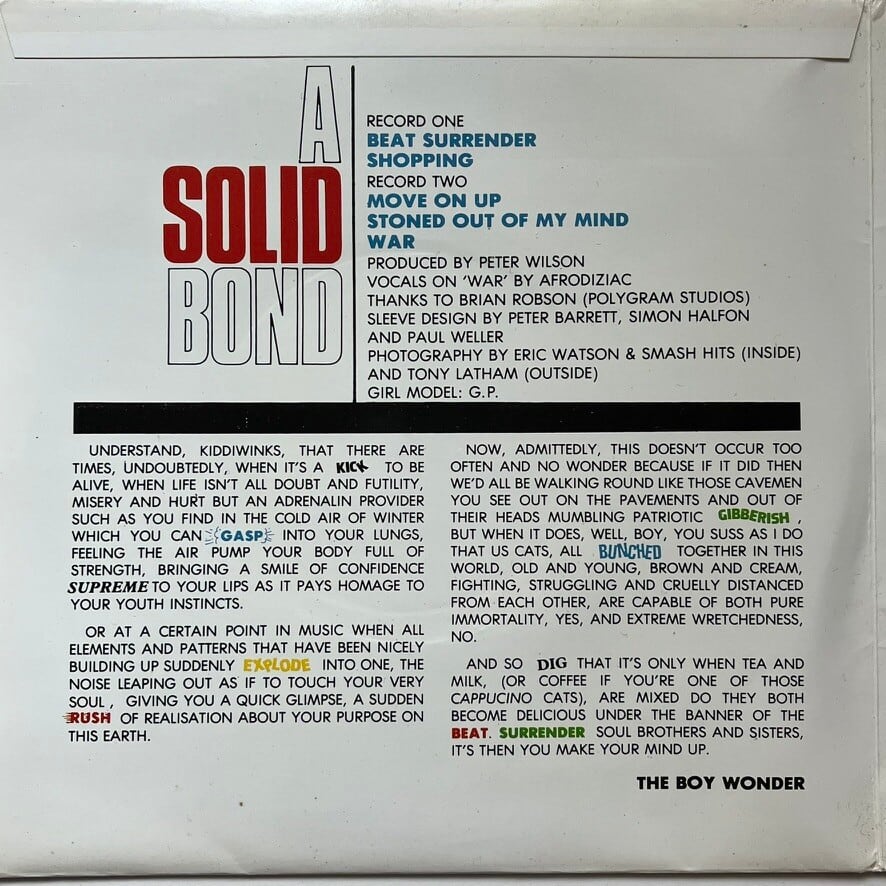 A
SOLID
BOND
RECORD ONE
BEAT SURRENDER
SHOPPING
RECORD TWO
MOVE ON UP
STONED OUT OF MY MIND
WAR
PRODUCED BY PETER WILSON
VOCALS ON 'WAR' BY AFRODIZIAC
THANKS TO BRIAN ROBSON (POLYGRAM STUDIOS)
SLEEVE DESIGN BY PETER BARRETT, SIMON HALFON
AND PAUL WELLER
PHOTOGRAPHY BY ERIC WATSON & SMASH HITS (INSIDE)
AND TONY LATHAM (OUTSIDE)
GIRL MODEL: G.P.
UNDERSTAND, KIDDIWINKS, THAT THERE ARE
TIMES, UNDOUBTEDLY, WHEN IT'S A KICK TO BE
ALIVE, WHEN LIFE ISN'T ALL DOUBT AND FUTILITY,
MISERY AND HURT BUT AN ADRENALIN PROVIDER
SUCH AS YOU FIND IN THE COLD AIR OF WINTER
WHICH YOU CAN GASP INTO YOUR LUNGS,
FEELING THE AIR PUMP YOUR BODY FULL OF
STRENGTH, BRINGING A SMILE OF CONFIDENCE
SUPREME TO YOUR LIPS AS IT PAYS HOMAGE TO
YOUR YOUTH INSTINCTS.
OR AT A CERTAIN POINT IN MUSIC WHEN ALL
ELEMENTS AND PATTERNS THAT HAVE BEEN NICELY
BUILDING UP SUDDENLY EXPLODE INTO ONE, THE
NOISE LEAPING OUT AS IF TO TOUCH YOUR VERY
SOUL, GIVING YOU A QUICK GLIMPSE, A SUDDEN
RUSH OF REALISATION ABOUT YOUR PURPOSE ON
THIS EARTH.
NOW, ADMITTEDLY, THIS DOESN'T OCCUR TOO
OFTEN AND NO WONDER BECAUSE IF IT DID THEN
WE'D ALL BE WALKING ROUND LIKE THOSE CAVEMEN
YOU SEE OUT ON THE PAVEMENTS AND OUT OF
THEIR HEADS MUMBLING PATRIOTIC GIBBERISH,
BUT WHEN IT DOES, WELL, BOY, YOU SUSS AS I DO
THAT US CATS, ALL BUNCHED TOGETHER IN THIS
WORLD, OLD AND YOUNG, BROWN AND CREAM,
FIGHTING, STRUGGLING AND CRUELLY DISTANCED
FROM EACH OTHER, ARE CAPABLE OF BOTH PURE
IMMORTALITY, YES, AND EXTREME WRETCHEDNESS,
NO.
AND SO DIG THAT IT'S ONLY WHEN TEA AND
MILK, (OR COFFEE IF YOU'RE ONE OF THOSE
CAPPUCINO CATS), ARE MIXED DO THEY BOTH
BECOME DELICIOUS UNDER THE BANNER OF THE
BEAT. SURRENDER SOUL BROTHERS AND SISTERS,
IT'S THEN YOU MAKE YOUR MIND UP.
THE BOY WONDER